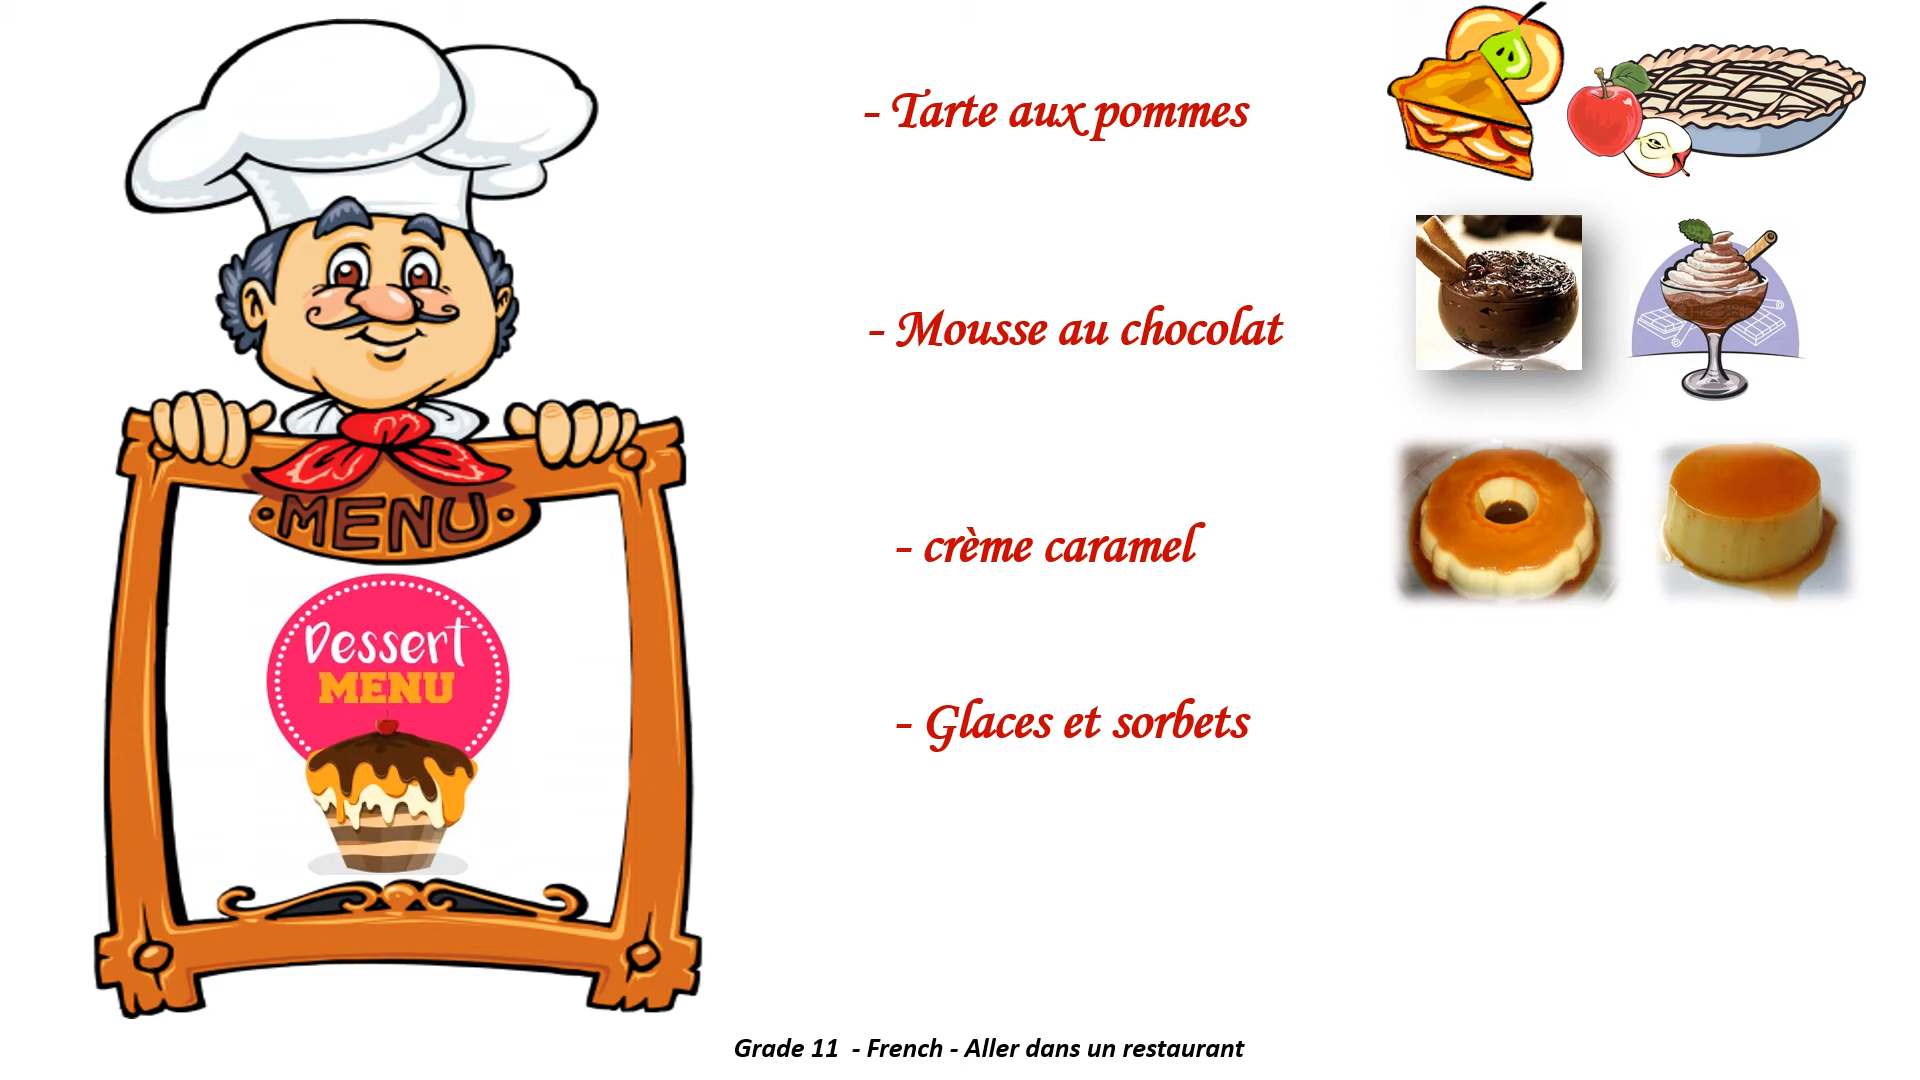 - Tarte aux pommes
- Mousse au chocolat
- crème caramel
- Glaces et sorbets
MENU
Dessert
MENU
Grade 11 - French - Aller dans un restaurant